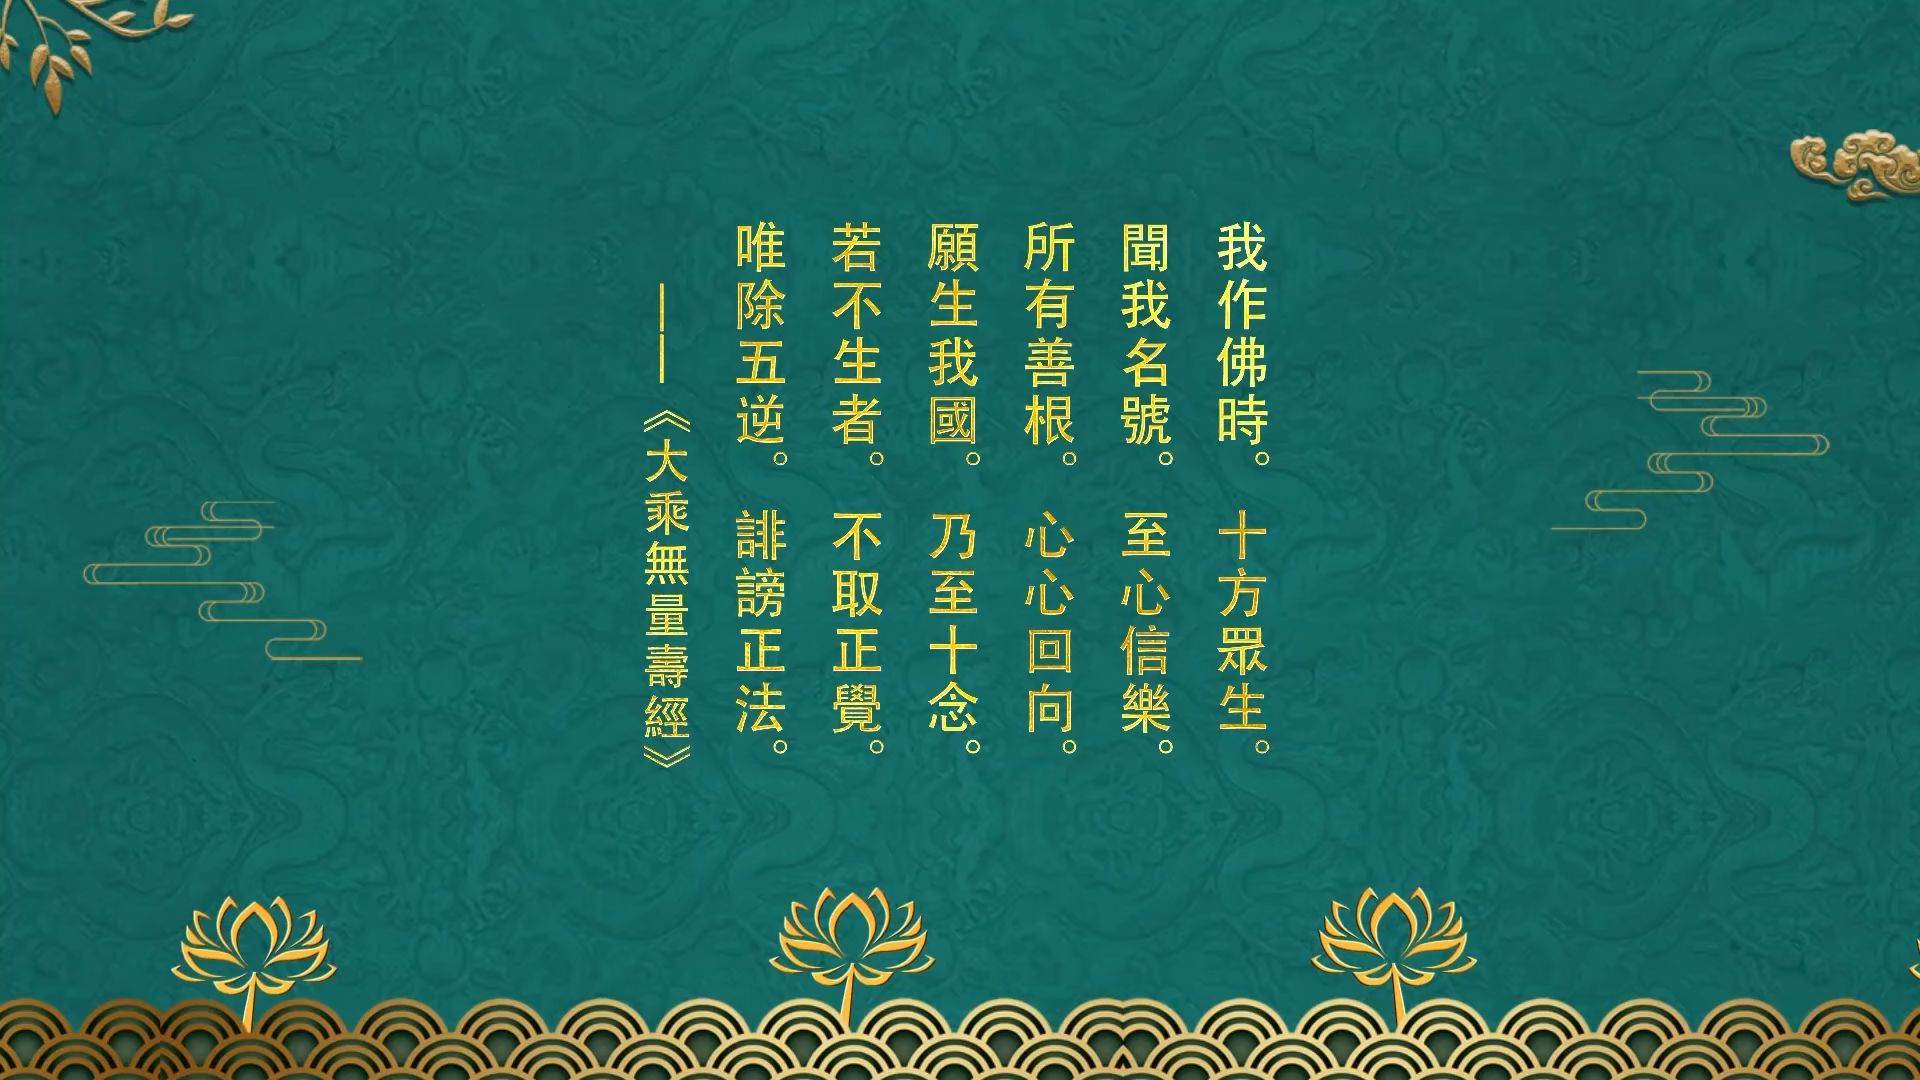 我作佛時。十方眾生。
聞我名號。至心信樂。
所有善根。心心回向。
願生我國。乃至十念。
若不生者。不取正覺。
唯除五逆。誹謗正法。
——《大乘無量壽經》